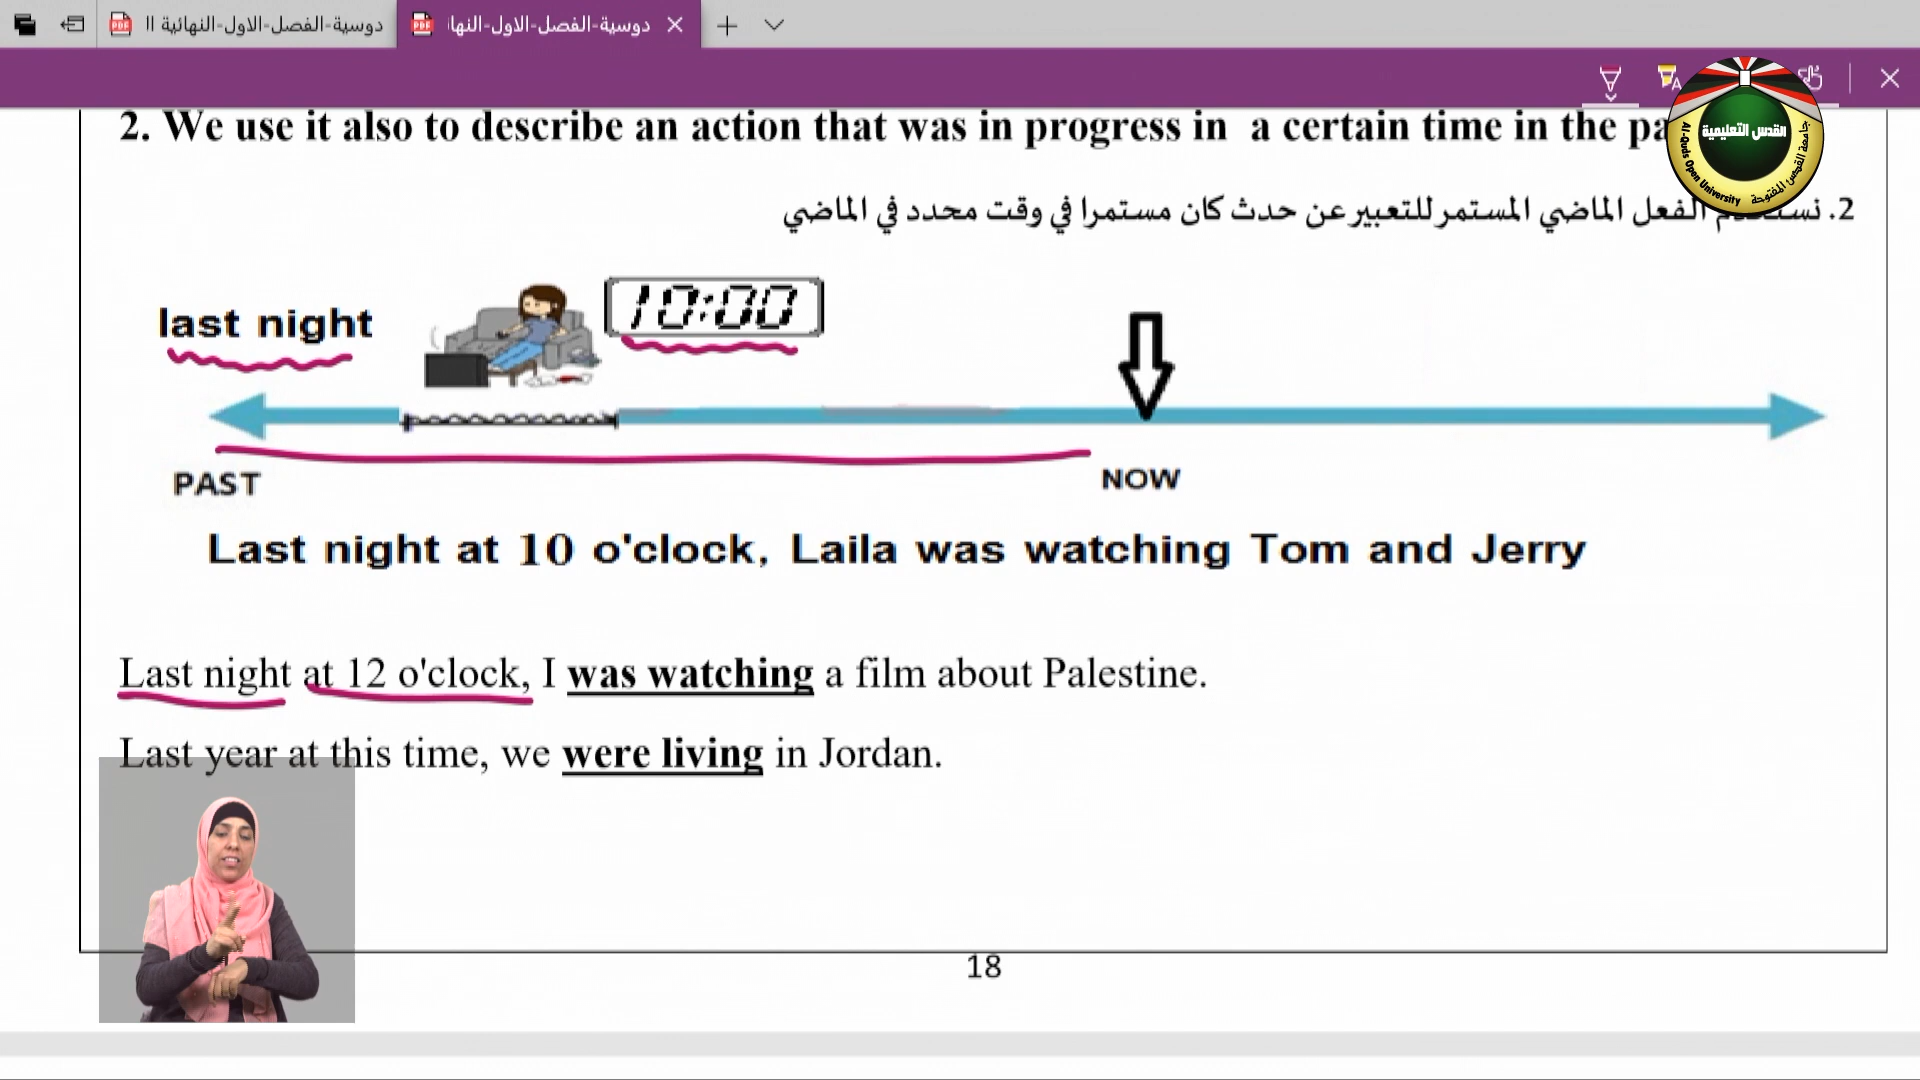 دوسية-الفصل-الاول-النهائية اا
دوسية-الفصل-الاول-النها
2. We use it also to describe an action that was in progress in a certain time in the pa
القدس التعليمية
جامعة القدس المفتوحة
Al-Quds Open University
2. الفعل الماضي المستمر للتعبير عن حدث كان مستمرا في وقت محدد في الماضي
last night
10:00
PAST
NOW
Last night at 10 o'clock, Laila was watching Tom and Jerry
Last night at 12 o'clock, I was watching a film about Palestine.
Last year at this time, we were living in Jordan.
18